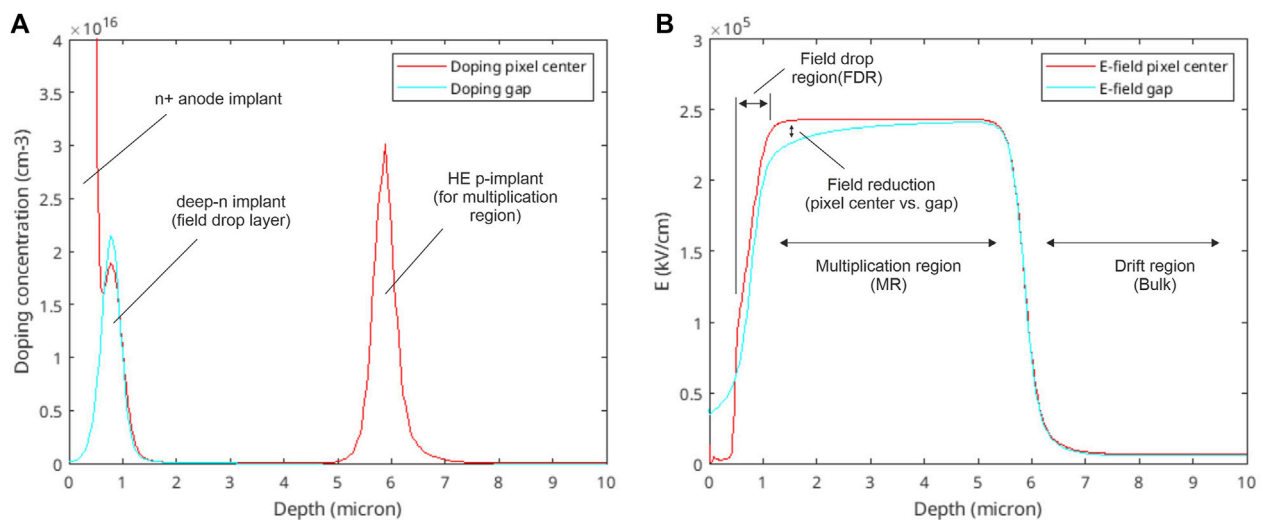 A
×10¹⁶
4
3.5
3
2.5
2
1.5
1
0.5
0
Doping concentration (cm-3)
Doping pixel center
Doping gap
n+ anode implant
deep-n implant
(field drop layer)
HE p-implant
(for multiplication
region)
0 1 2 3 4 5 6 7 8 9 10
Depth (micron)
B
×10⁵
3
2.5
2
1.5
1
0.5
0
E (kV/cm)
Field drop
region(FDR)
E-field pixel center
E-field gap
Field reduction
(pixel center vs. gap)
Multiplication region
(MR)
Drift region
(Bulk)
0 1 2 3 4 5 6 7 8 9 10
Depth (micron)